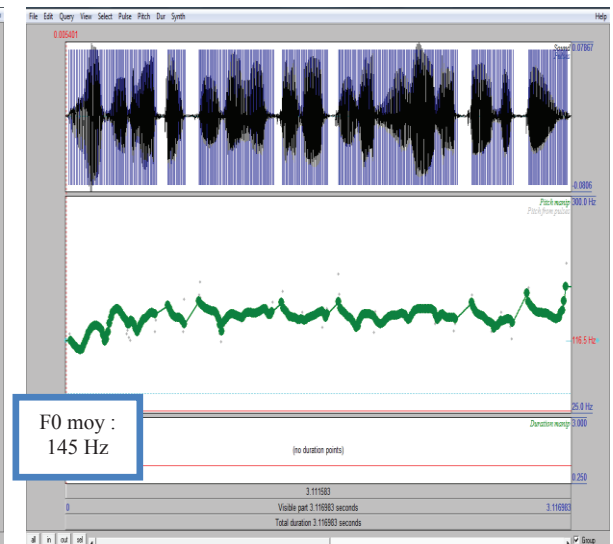 File Edit Query View Select Pulse Pitch Dur Synth Help
0.005401
Sound 0.07867
Pulses
-0.0806
Pitch manip 300.0 Hz
Pitch from pulses
116.5 Hz
25.0 Hz
F0 moy :
145 Hz
Duration manip 3.000
(no duration points)
0.250
3.111583
0 Visible part 3.116983 seconds 3.116983
Total duration 3.116983 seconds
all in out sel Group